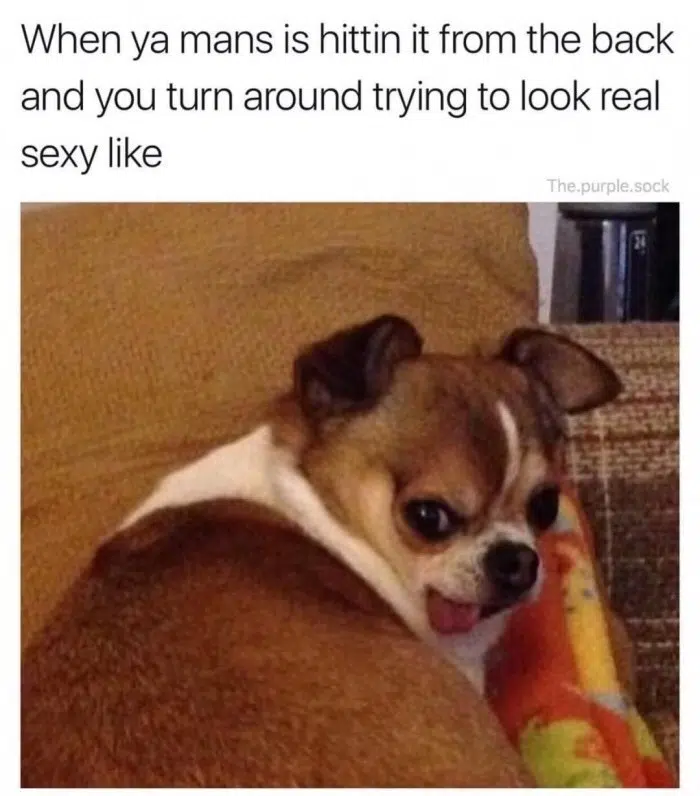 When ya mans is hittin it from the back
and you turn around trying to look real
sexy like
The.purple.sock
24